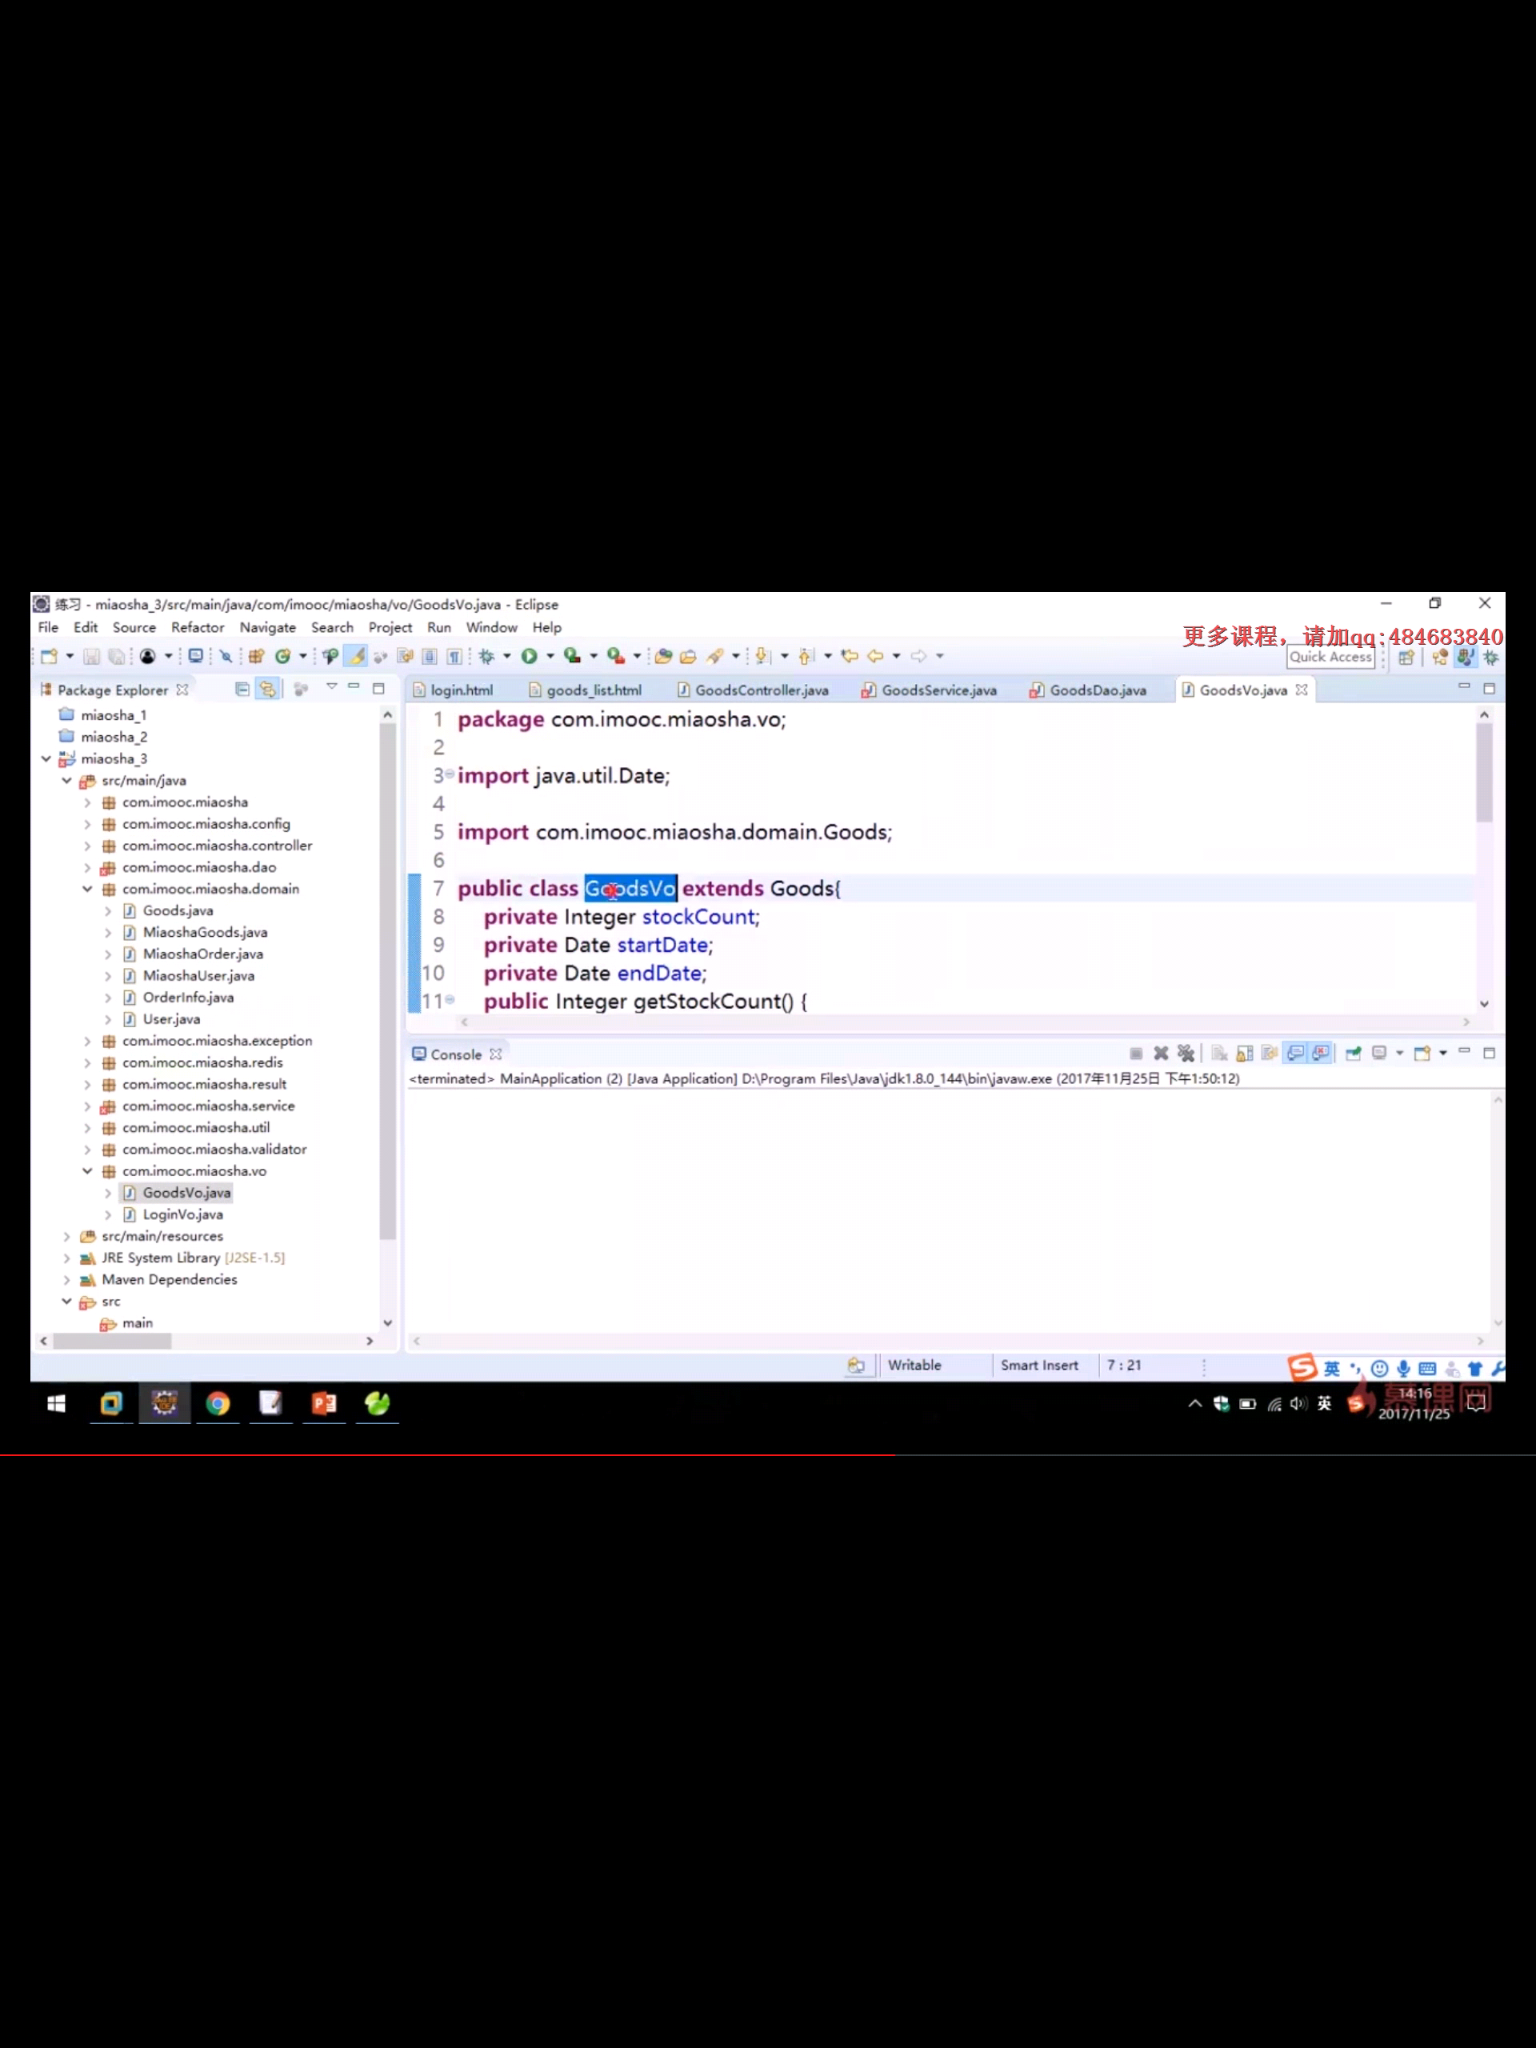 练习 - miaosha_3/src/main/java/com/imooc/miaosha/vo/GoodsVo.java - Eclipse
File Edit Source Refactor Navigate Search Project Run Window Help
更多课程，请加qq:484683840
Quick Access
Package Explorer
login.html goods_list.html GoodsController.java GoodsService.java GoodsDao.java GoodsVo.java
miaosha_1
miaosha_2
miaosha_3
src/main/java
com.imooc.miaosha
com.imooc.miaosha.config
com.imooc.miaosha.controller
com.imooc.miaosha.dao
com.imooc.miaosha.domain
Goods.java
MiaoshaGoods.java
MiaoshaOrder.java
MiaoshaUser.java
OrderInfo.java
User.java
com.imooc.miaosha.exception
com.imooc.miaosha.redis
com.imooc.miaosha.result
com.imooc.miaosha.service
com.imooc.miaosha.util
com.imooc.miaosha.validator
com.imooc.miaosha.vo
GoodsVo.java
LoginVo.java
src/main/resources
JRE System Library [J2SE-1.5]
Maven Dependencies
src
main
1 package com.imooc.miaosha.vo;
2
3 import java.util.Date;
4
5 import com.imooc.miaosha.domain.Goods;
6
7 public class GoodsVo extends Goods{
8 private Integer stockCount;
9 private Date startDate;
10 private Date endDate;
11 public Integer getStockCount() {
Console
<terminated> MainApplication (2) [Java Application] D:\Program Files\Java\jdk1.8.0_144\bin\javaw.exe (2017年11月25日 下午1:50:12)
Writable Smart Insert 7 : 21
英
英
慕课网
14:16
2017/11/25